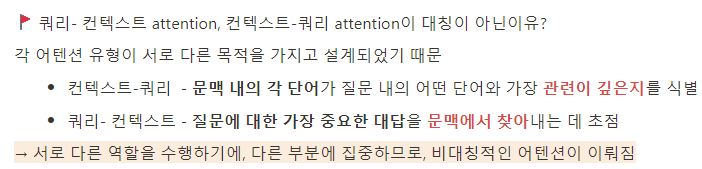 🚩 쿼리- 컨텍스트 attention, 컨텍스트-쿼리 attention이 대칭이 아닌이유?
각 어텐션 유형이 서로 다른 목적을 가지고 설계되었기 때문
• 컨텍스트-쿼리 - 문맥 내의 각 단어가 질문 내의 어떤 단어와 가장 관련이 깊은지를 식별
• 쿼리- 컨텍스트 - 질문에 대한 가장 중요한 대답을 문맥에서 찾아내는 데 초점
→ 서로 다른 역할을 수행하기에, 다른 부분에 집중하므로, 비대칭적인 어텐션이 이뤄짐